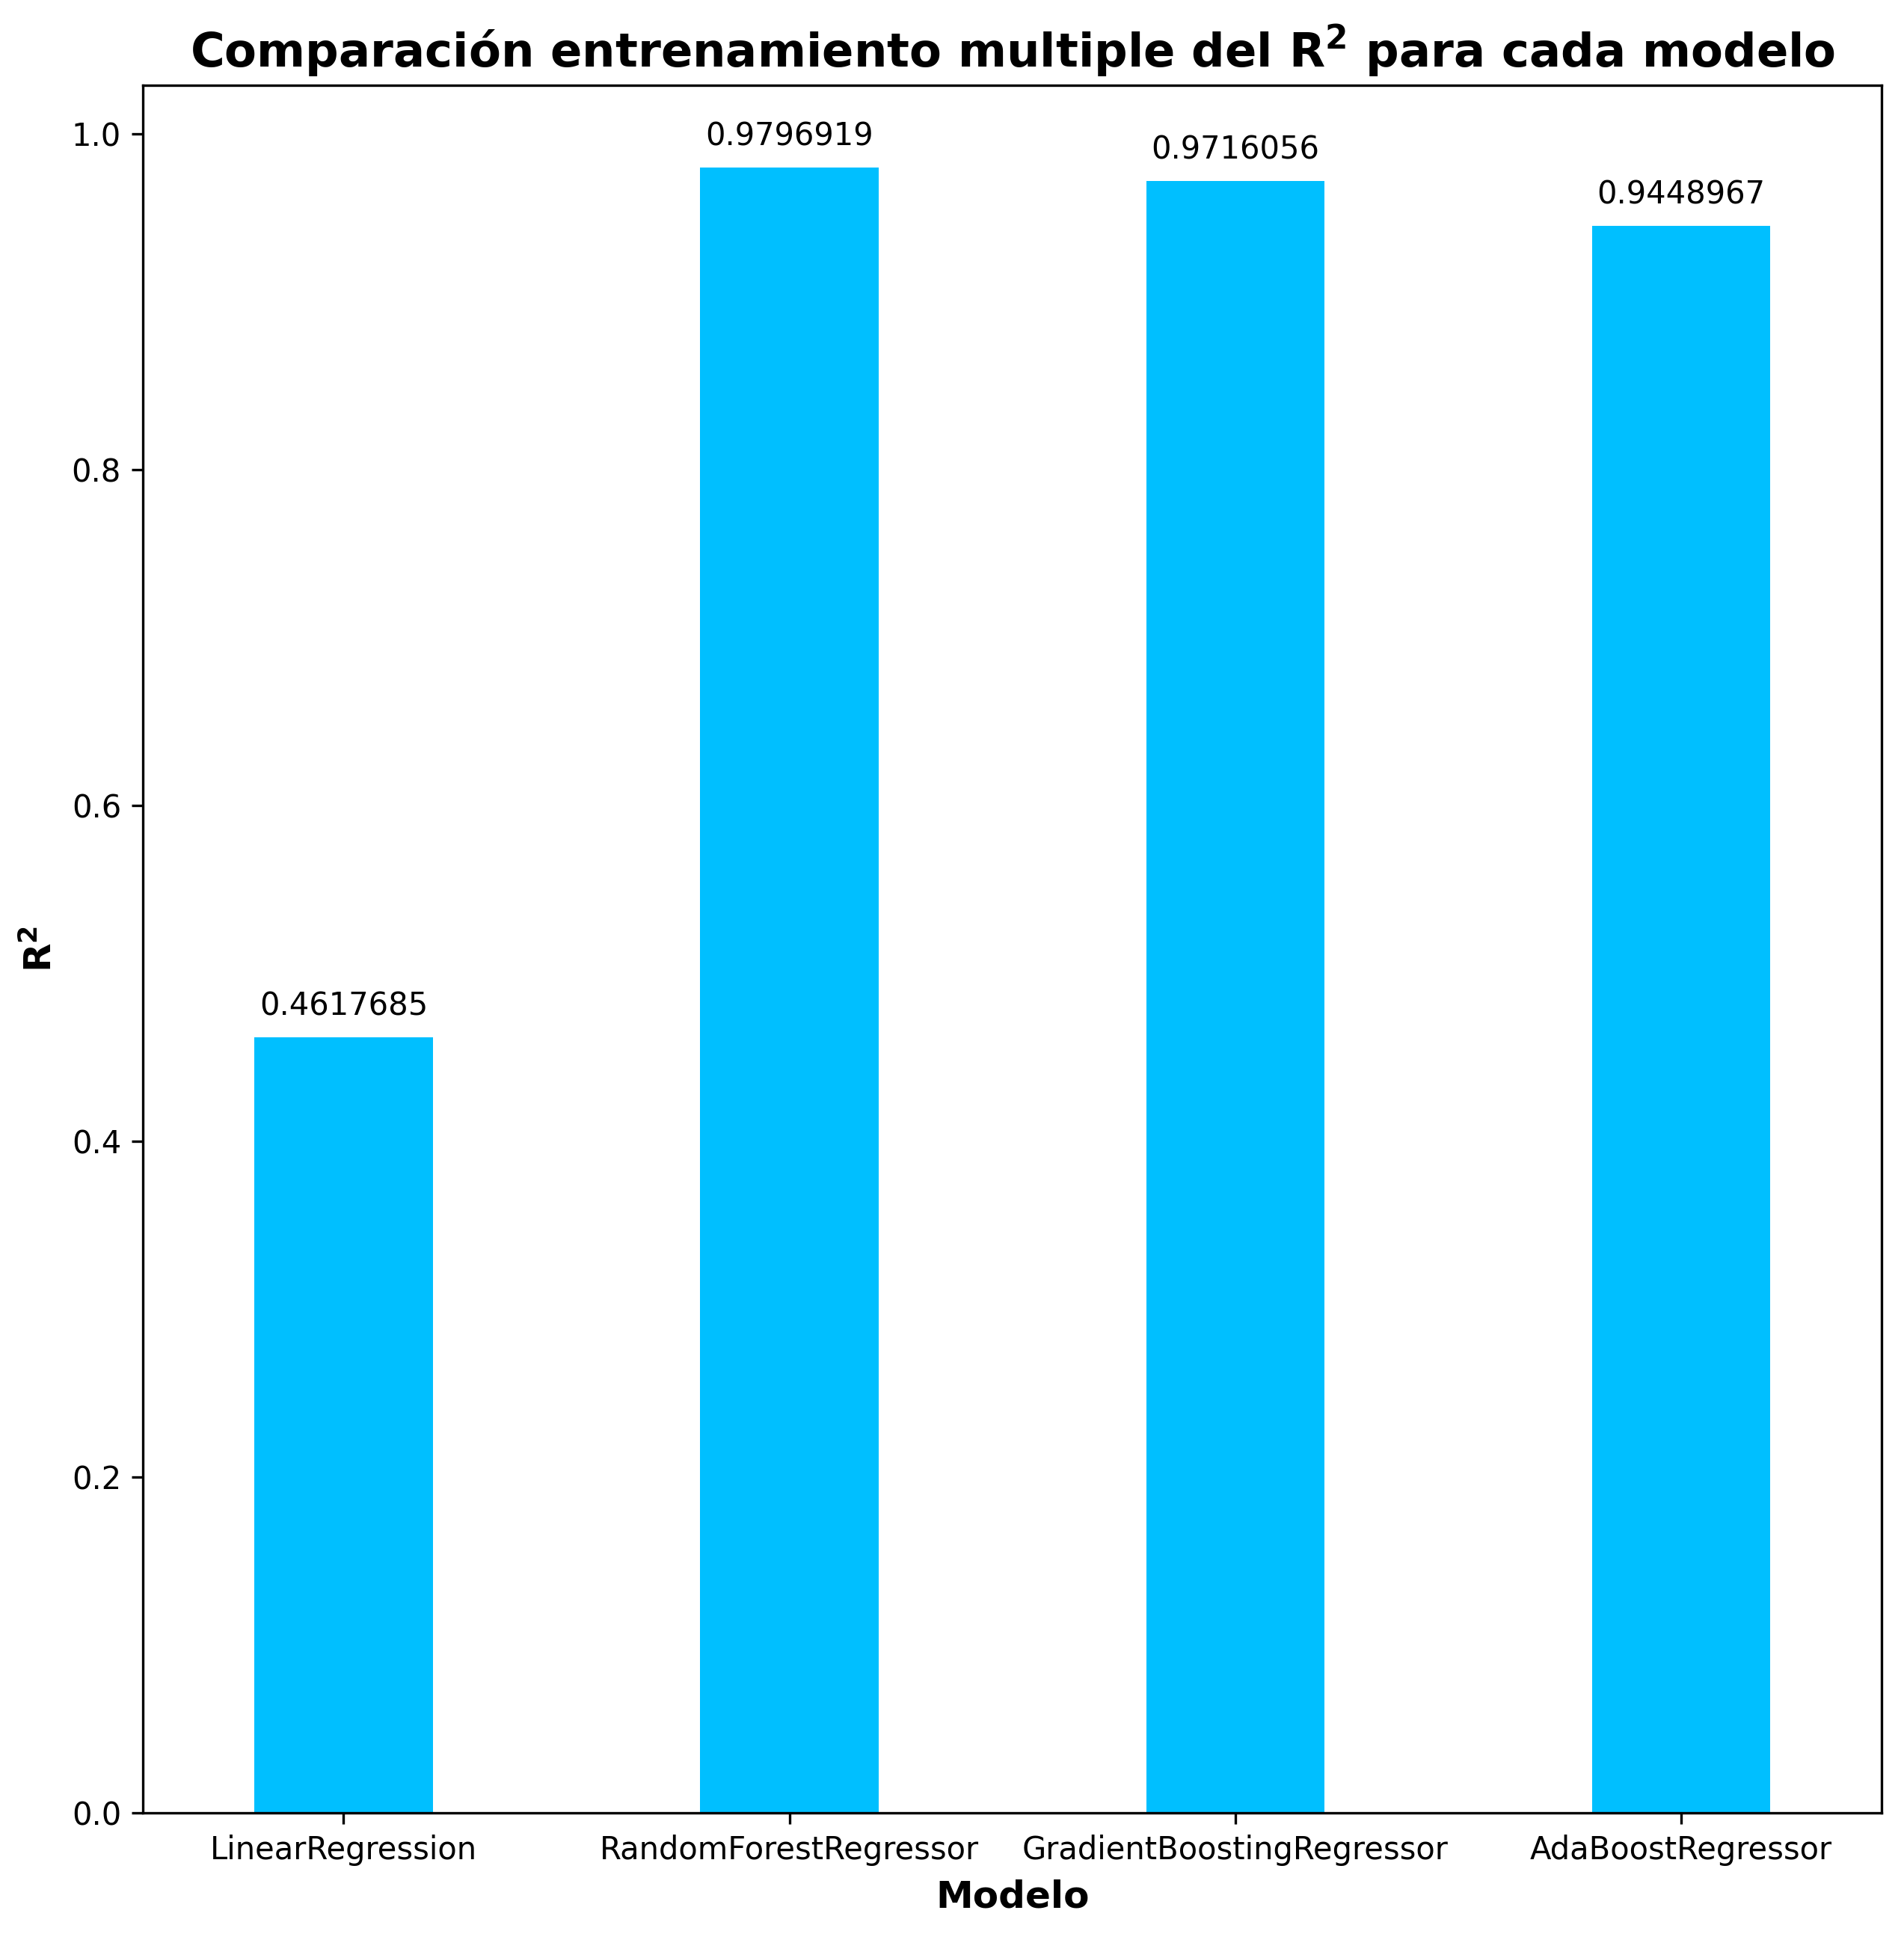 Comparación entrenamiento multiple del R² para cada modelo
1.0
0.8
0.6
0.4
0.2
0.0
R²
0.4617685
0.9796919
0.9716056
0.9448967
LinearRegression
RandomForestRegressor
GradientBoostingRegressor
AdaBoostRegressor
Modelo